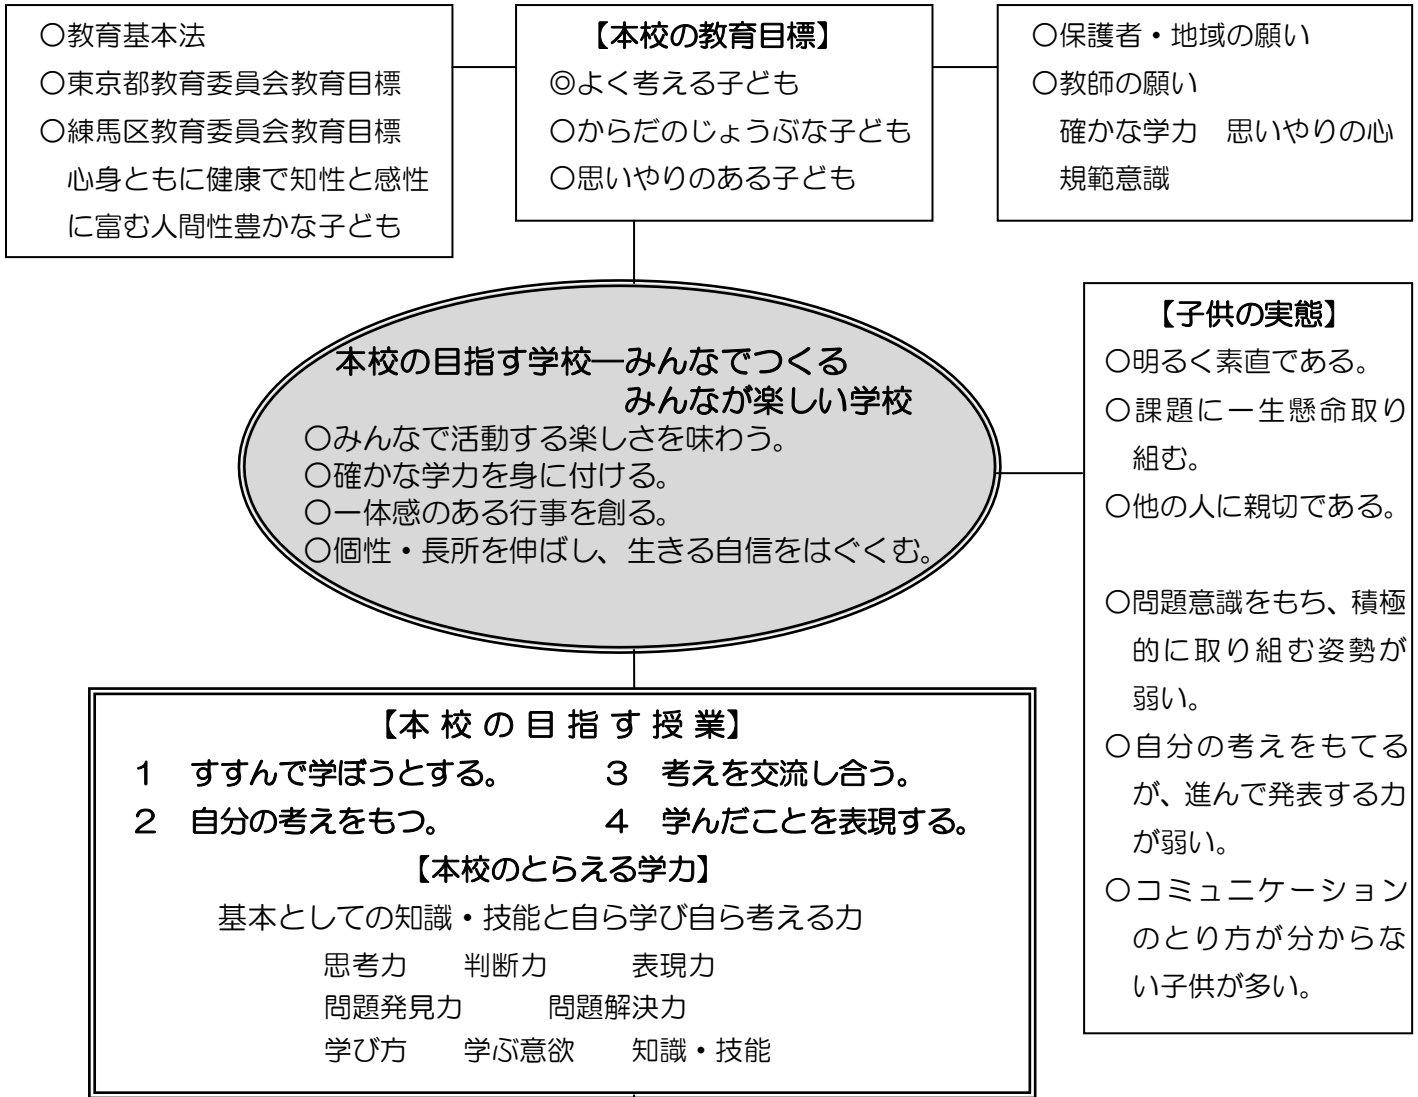 ○教育基本法
○東京都教育委員会教育目標
○練馬区教育委員会教育目標
心身ともに健康で知性と感性
に富む人間性豊かな子ども
【本校の教育目標】
◎よく考える子ども
○からだのじょうぶな子ども
○思いやりのある子ども
○保護者・地域の願い
○教師の願い
確かな学力　思いやりの心
規範意識
本校の目指す学校―みんなでつくる
みんなが楽しい学校
○みんなで活動する楽しさを味わう。
○確かな学力を身に付ける。
○一体感のある行事を創る。
○個性・長所を伸ばし、生きる自信をはぐくむ。
【子供の実態】
○明るく素直である。
○課題に一生懸命取り
組む。
○他の人に親切である。
○問題意識をもち、積極
的に取り組む姿勢が
弱い。
○自分の考えをもてる
が、進んで発表する力
が弱い。
○コミュニケーション
のとり方が分からな
い子供が多い。
【本校の目指す授業】
１　すすんで学ぼうとする。　３　考えを交流し合う。
２　自分の考えをもつ。　４　学んだことを表現する。
【本校のとらえる学力】
基本としての知識・技能と自ら学び自ら考える力
思考力　判断力　表現力
問題発見力　問題解決力
学び方　学ぶ意欲　知識・技能